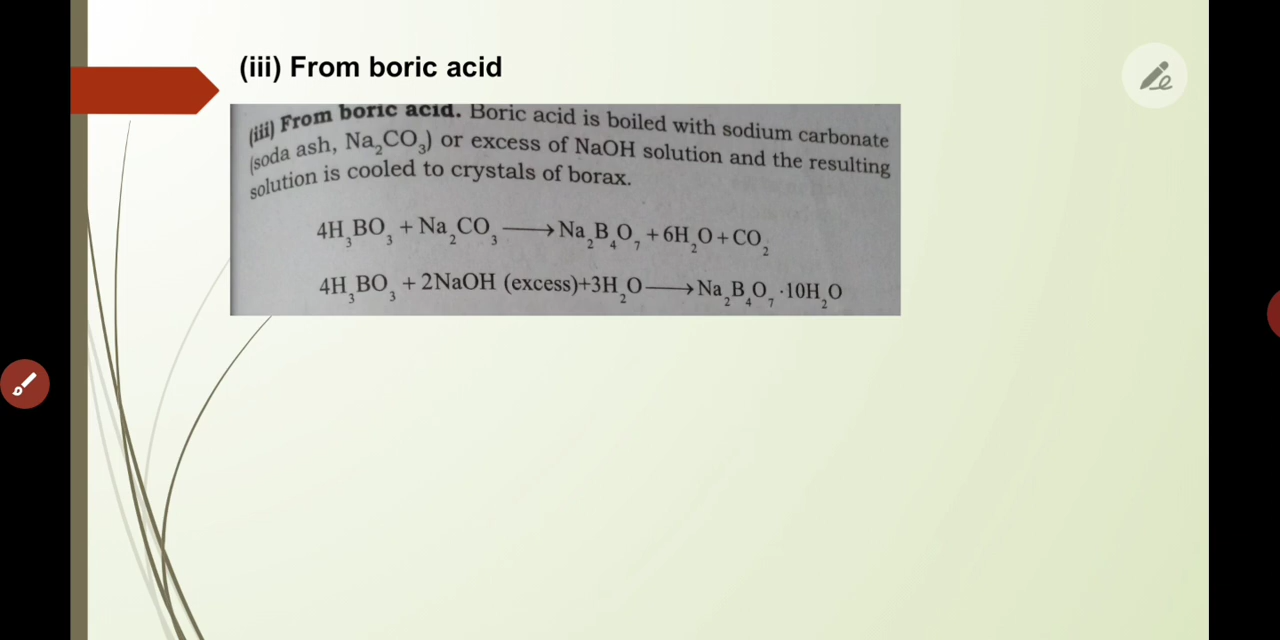 (iii) From boric acid
(iii) From boric acid. Boric acid is boiled with sodium carbonate
(soda ash, Na₂CO₃) or excess of NaOH solution and the resulting
solution is cooled to crystals of borax.
4H₃BO₃ + Na₂CO₃ ⟶ Na₂B₄O₇ + 6H₂O + CO₂
4H₃BO₃ + 2NaOH (excess)+3H₂O ⟶ Na₂B₄O₇ ·10H₂O